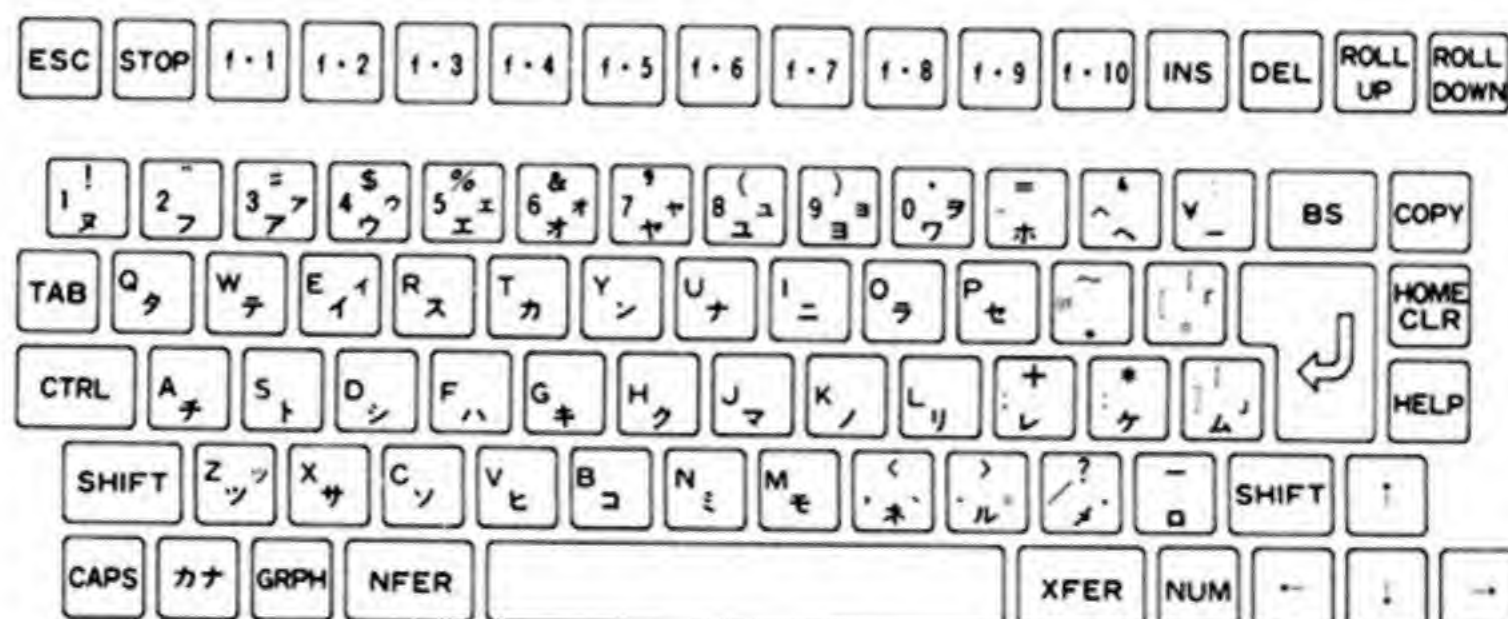 ESC STOP f・1 f・2 f・3 f・4 f・5 f・6 f・7 f・8 f・9 f・10 INS DEL ROLL UP ROLL DOWN
! 1 ヌ 2 フ 3 ァ ア $ 4 ゥ ウ % 5 ェ エ & 6 ォ オ ' 7 ャ ヤ ( 8 ュ ユ ) 9 ョ ヨ 0 ヲ ワ = ホ ^ ヘ ¥ ー BS COPY
TAB Q タ W テ E ィ イ R ス T カ Y ン U ナ I ニ O ラ P セ ~ [ 「 HOME CLR
CTRL A チ S ト D シ F ハ G キ H ク J マ K ノ L リ + レ * : ケ ] 」 ム HELP
SHIFT Z ッ ツ X サ C ソ V ヒ B コ N ミ M モ < ネ > ル ? / メ ロ SHIFT ↑
CAPS カナ GRPH NFER XFER NUM ← ↓ →